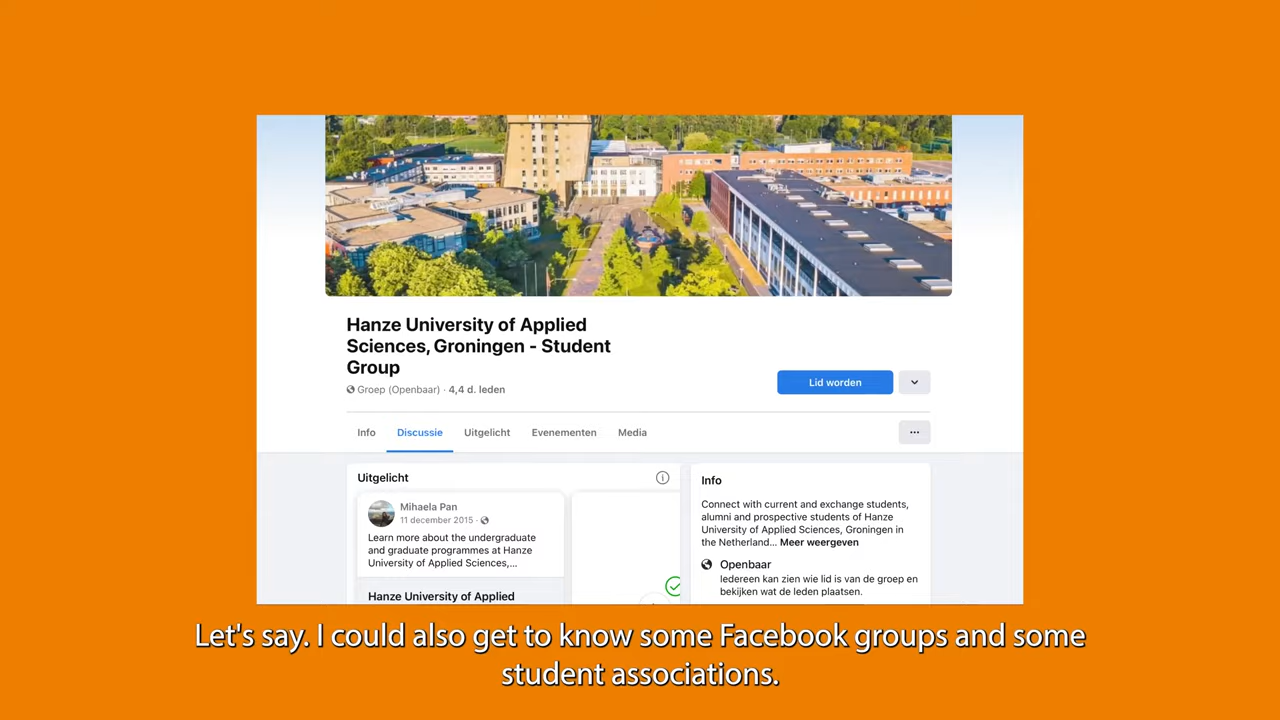 Hanze University of Applied
Sciences, Groningen - Student
Group
Groep (Openbaar) · 4,4 d. leden
Lid worden
Info
Discussie
Uitgelicht
Evenementen
Media
Uitgelicht
Mihaela Pan
11 december 2015 ·
Learn more about the undergraduate
and graduate programmes at Hanze
University of Applied Sciences,...
Hanze University of Applied
Info
Connect with current and exchange students,
alumni and prospective students of Hanze
University of Applied Sciences, Groningen in
the Netherland... Meer weergeven
Openbaar
Iedereen kan zien wie lid is van de groep en
bekijken wat de leden plaatsen.
Let's say. I could also get to know some Facebook groups and some
student associations.